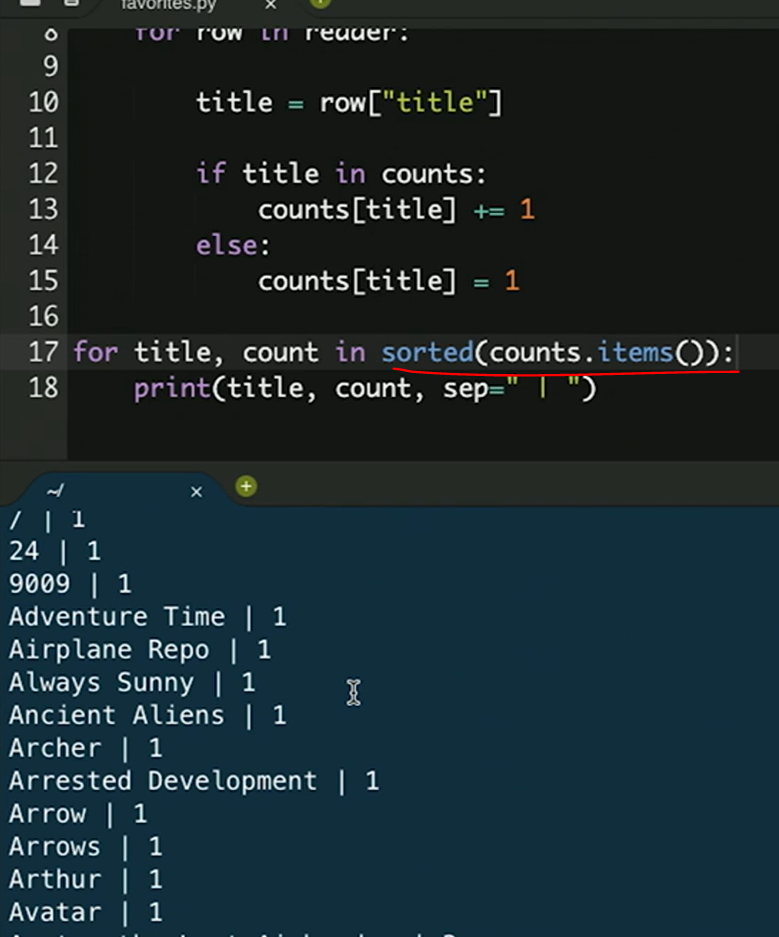 favorites.py
8 for row in reader:
9
10 title = row["title"]
11
12 if title in counts:
13 counts[title] += 1
14 else:
15 counts[title] = 1
16
17 for title, count in sorted(counts.items()):
18 print(title, count, sep=" | ")
~/
/ | 1
24 | 1
9009 | 1
Adventure Time | 1
Airplane Repo | 1
Always Sunny | 1
Ancient Aliens | 1
Archer | 1
Arrested Development | 1
Arrow | 1
Arrows | 1
Arthur | 1
Avatar | 1